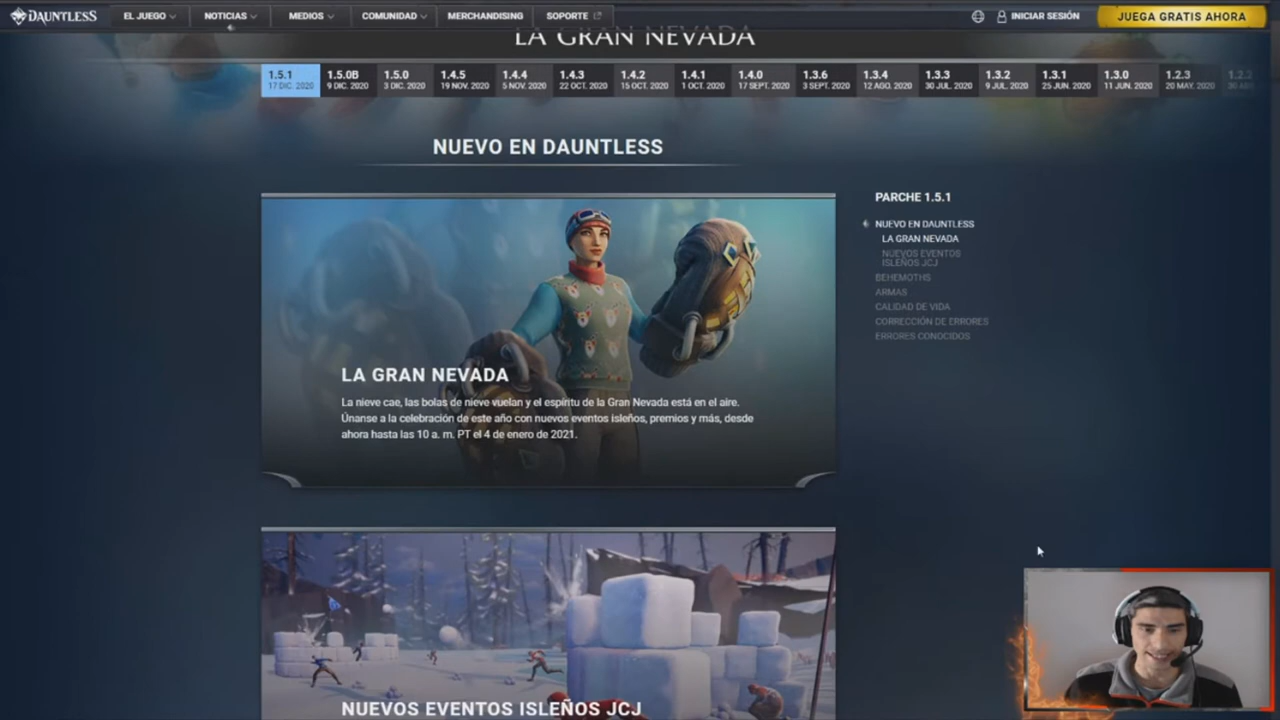 DAUNTLESS
EL JUEGO
NOTICIAS
MEDIOS
COMUNIDAD
MERCHANDISING
SOPORTE
INICIAR SESIÓN
JUEGA GRATIS AHORA
LA GRAN NEVADA
1.5.1
17 DIC. 2020
1.5.0B
9 DIC. 2020
1.5.0
3 DIC. 2020
1.4.5
19 NOV. 2020
1.4.4
5 NOV. 2020
1.4.3
22 OCT. 2020
1.4.2
15 OCT. 2020
1.4.1
1 OCT. 2020
1.4.0
17 SEPT. 2020
1.3.6
3 SEPT. 2020
1.3.4
12 AGO. 2020
1.3.3
30 JUL. 2020
1.3.2
9 JUL. 2020
1.3.1
25 JUN. 2020
1.3.0
11 JUN. 2020
1.2.3
20 MAY. 2020
NUEVO EN DAUNTLESS
LA GRAN NEVADA
La nieve cae, las bolas de nieve vuelan y el espíritu de la Gran Nevada está en el aire.
Únanse a la celebración de este año con nuevos eventos isleños, premios y más, desde
ahora hasta las 10 a. m. PT el 4 de enero de 2021.
PARCHE 1.5.1
NUEVO EN DAUNTLESS
LA GRAN NEVADA
NUEVOS EVENTOS
ISLEÑOS JCJ
BEHEMOTHS
ARMAS
CALIDAD DE VIDA
CORRECCIÓN DE ERRORES
ERRORES CONOCIDOS
NUEVOS EVENTOS ISLEÑOS JCJ